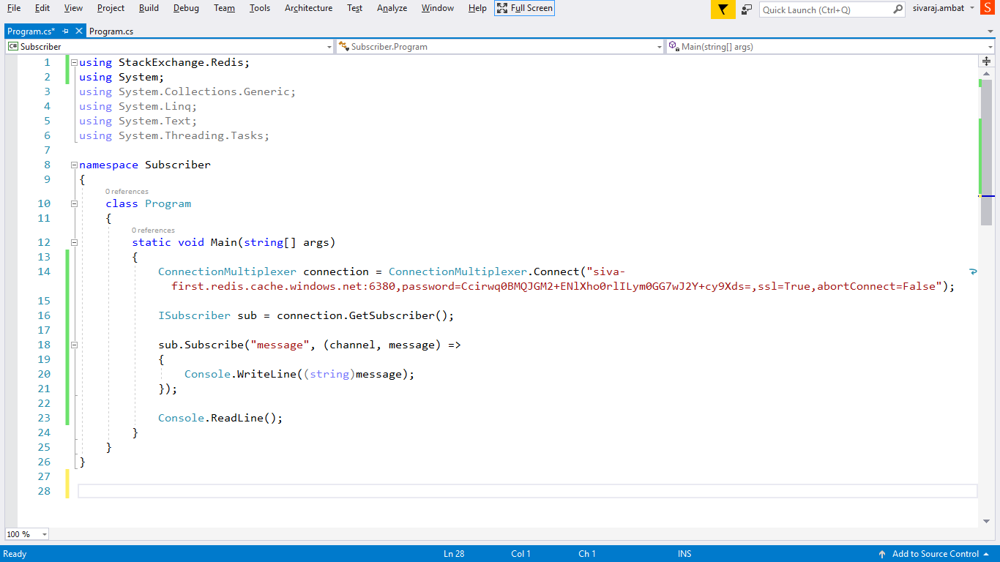 File Edit View Project Build Debug Team Tools Architecture Test Analyze Window Help Full Screen Quick Launch (Ctrl+Q) sivaraj.ambat S
Program.cs* Program.cs
C# Subscriber Subscriber.Program Main(string[] args)
1 using StackExchange.Redis;
2 using System;
3 using System.Collections.Generic;
4 using System.Linq;
5 using System.Text;
6 using System.Threading.Tasks;
7
8 namespace Subscriber
9 {
0 references
10 class Program
11 {
0 references
12 static void Main(string[] args)
13 {
14 ConnectionMultiplexer connection = ConnectionMultiplexer.Connect("siva-
first.redis.cache.windows.net:6380,password=Ccirwq0BMQJGM2+ENlXho0rlILym0GG7wJ2Y+cy9Xds=,ssl=True,abortConnect=False");
15
16 ISubscriber sub = connection.GetSubscriber();
17
18 sub.Subscribe("message", (channel, message) =>
19 {
20 Console.WriteLine((string)message);
21 });
22
23 Console.ReadLine();
24 }
25 }
26 }
27
28
100 %
Ready Ln 28 Col 1 Ch 1 INS Add to Source Control